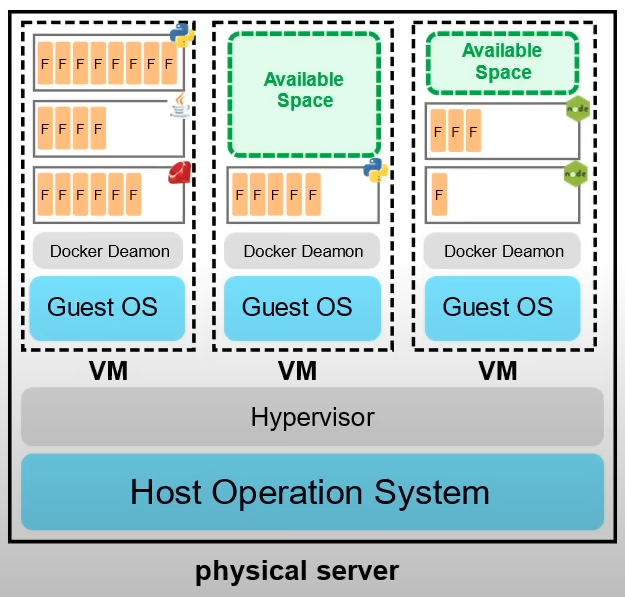 F F F F F F F F
F F F F
F F F F F F
Docker Deamon
Guest OS
VM
Available
Space
F F F F F
Docker Deamon
Guest OS
VM
Available
Space
node
F F F
node
F
Docker Deamon
Guest OS
VM
Hypervisor
Host Operation System
physical server